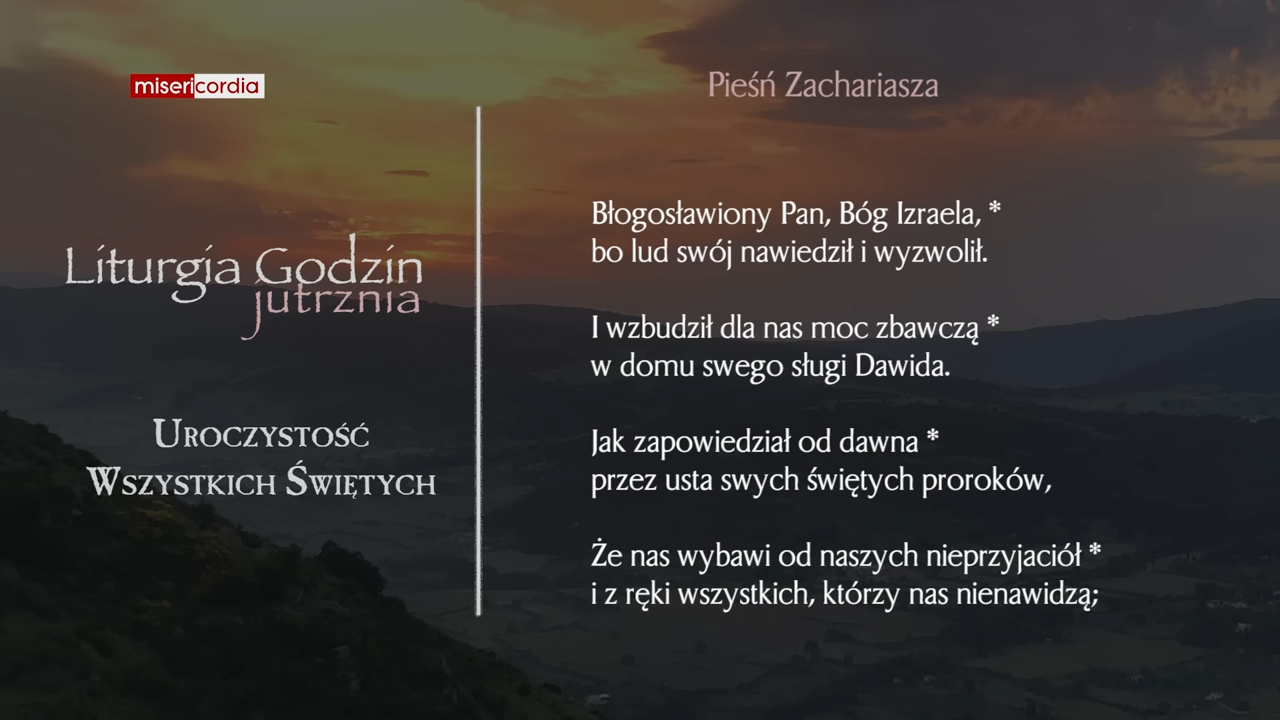 misericordia
Liturgia Godzin
jutrznia
Uroczystość
Wszystkich Świętych
Pieśń Zachariasza
Błogosławiony Pan, Bóg Izraela, *
bo lud swój nawiedził i wyzwolił.
I wzbudził dla nas moc zbawczą *
w domu swego sługi Dawida.
Jak zapowiedział od dawna *
przez usta swych świętych proroków,
Że nas wybawi od naszych nieprzyjaciół *
i z ręki wszystkich, którzy nas nienawidzą;